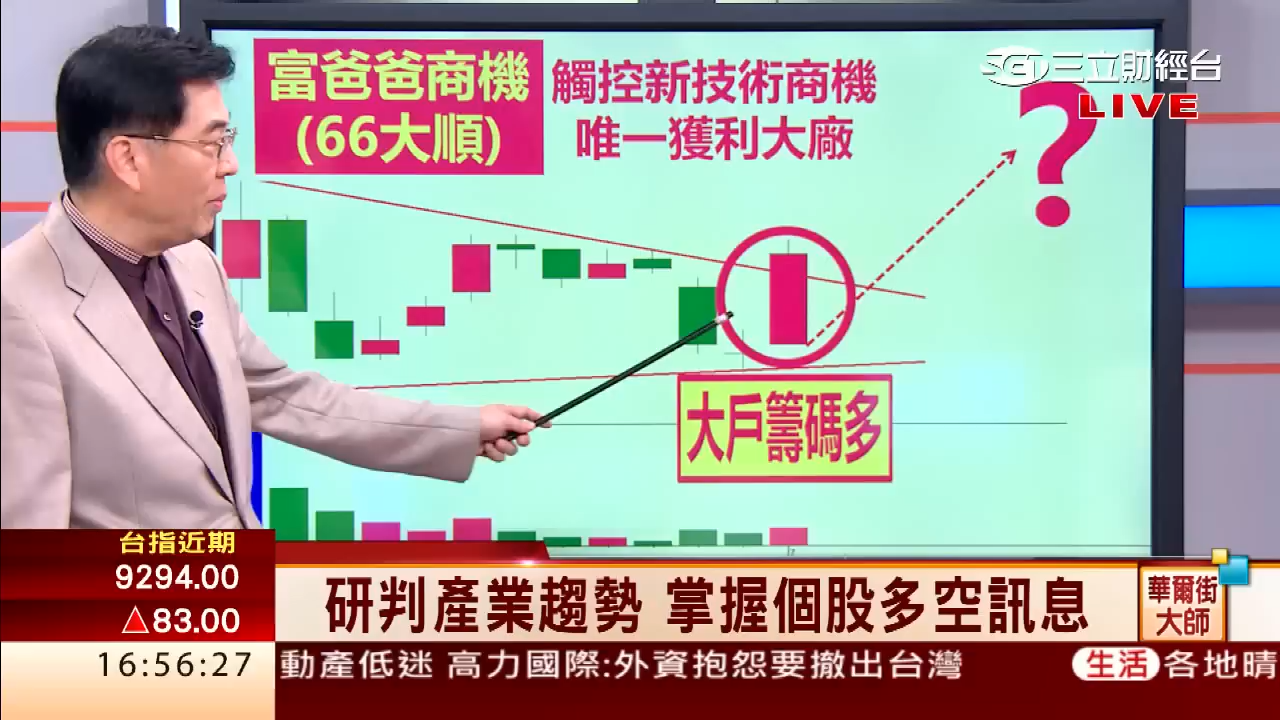 富爸爸商機
(66大順)
觸控新技術商機
唯一獲利大廠
三立財經台
LIVE
?
大戶籌碼多
台指近期
9294.00
△83.00
研判產業趨勢 掌握個股多空訊息
華爾街
大師
16:56:27
動產低迷 高力國際:外資抱怨要撤出台灣
生活 各地晴